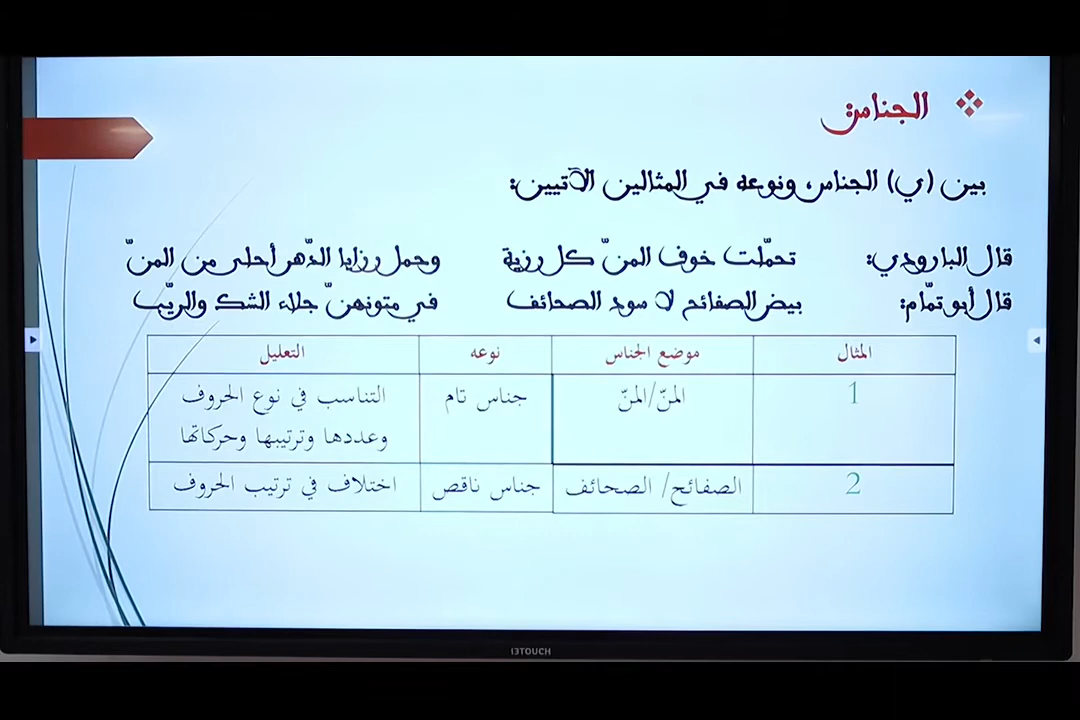 الجناس
بين (ي) الجناس، ونوعه في المثالين الآتيين:
قال البارودي: تحمّلت خوف المنّ كل رزية وحمل رزايا الدّهر أحلى من المنّ
قال أبو تمّام: بيض الصفائح لا سود الصحائف في متونهنّ جلاء الشك والريّب
المثال موضع الجناس نوعه التعليل
1 المنّ/المنّ جناس تام التناسب في نوع الحروف
وعددها وترتيبها وحركاتها
2 الصفائح/ الصحائف جناس ناقص اختلاف في ترتيب الحروف
i3TOUCH